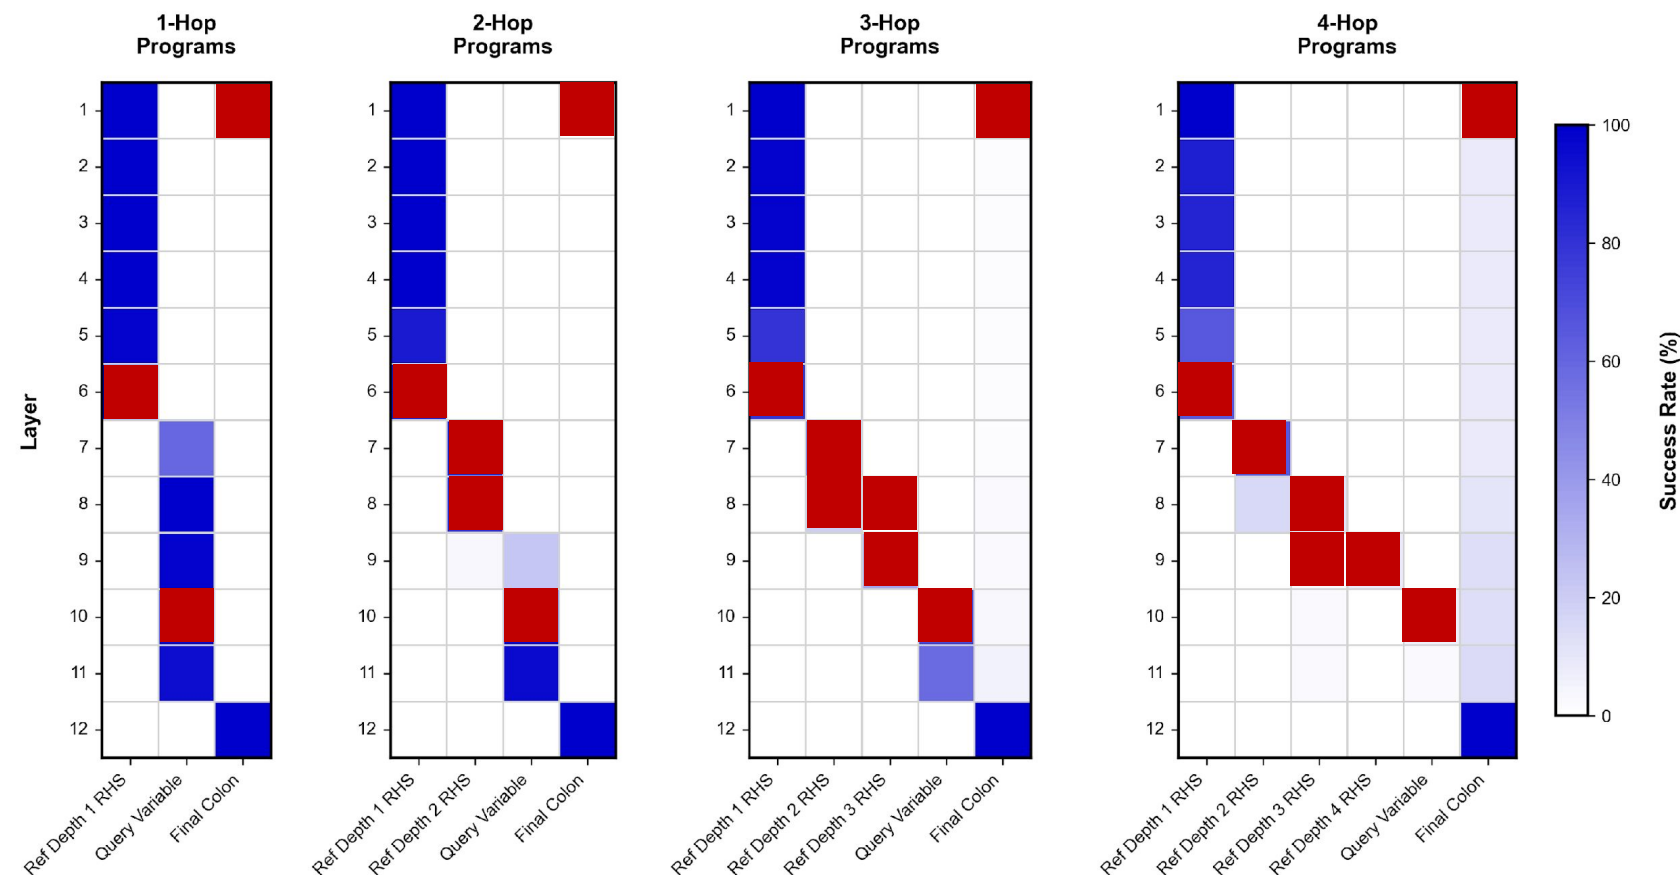 1-Hop
Programs
2-Hop
Programs
3-Hop
Programs
4-Hop
Programs
Layer
1
2
3
4
5
6
7
8
9
10
11
12
Ref Depth 1 RHS
Query Variable
Final Colon
1
2
3
4
5
6
7
8
9
10
11
12
Ref Depth 1 RHS
Ref Depth 2 RHS
Query Variable
Final Colon
1
2
3
4
5
6
7
8
9
10
11
12
Ref Depth 1 RHS
Ref Depth 2 RHS
Ref Depth 3 RHS
Query Variable
Final Colon
1
2
3
4
5
6
7
8
9
10
11
12
Ref Depth 1 RHS
Ref Depth 2 RHS
Ref Depth 3 RHS
Ref Depth 4 RHS
Query Variable
Final Colon
100
80
60
40
20
0
Success Rate (%)